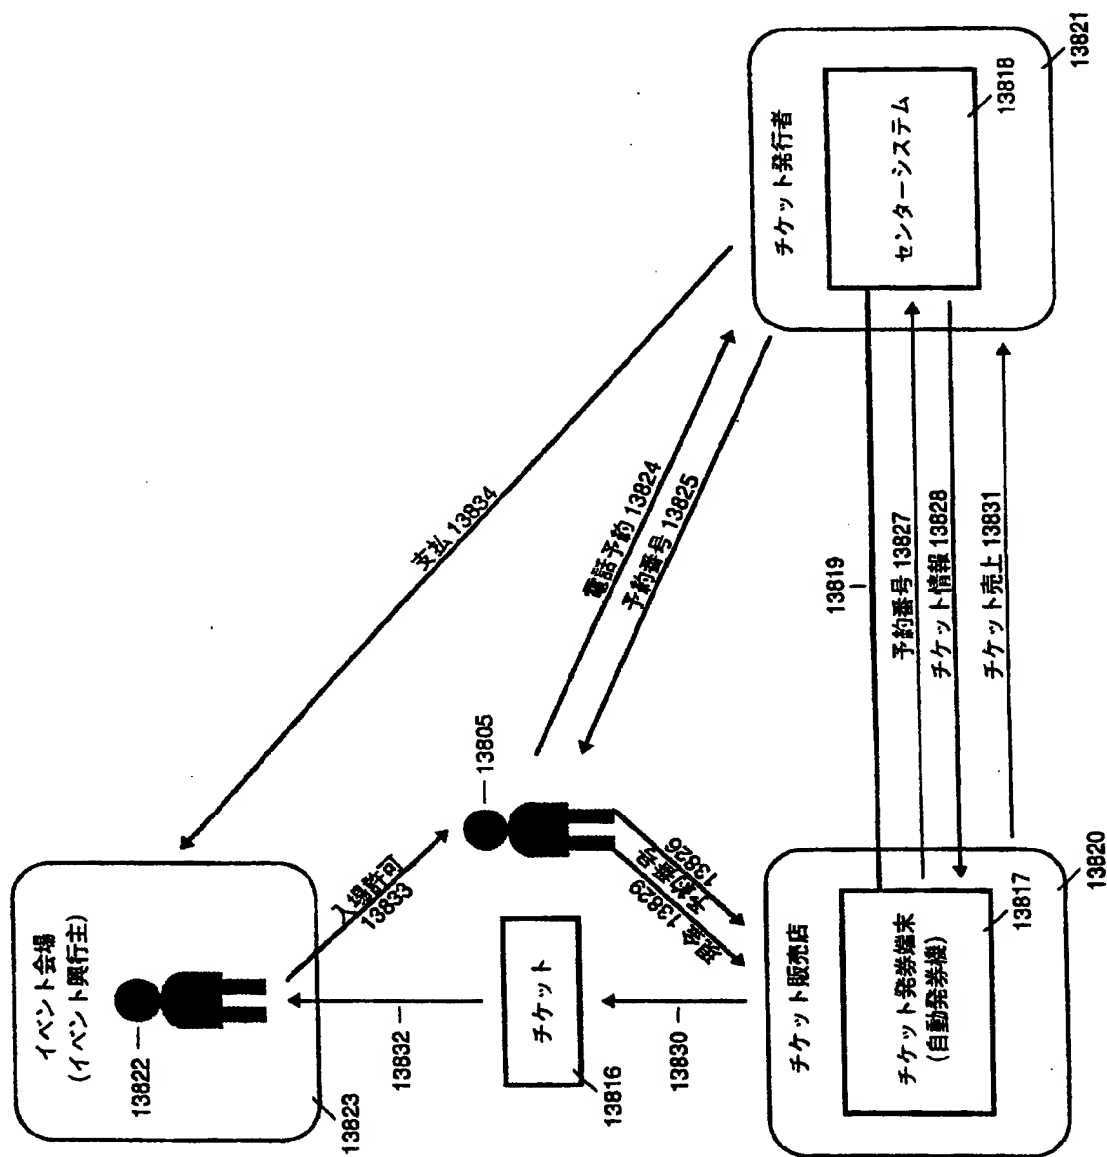 イベント会場
(イベント興行主)
13822
13823
入場許可
13833
13832
チケット
13816
13830
チケット販売店
チケット発券端末
(自動発券機)
13817
13820
13805
現金
13829
予約番号
13826
支払 13834
電話予約 13824
予約番号 13825
13819
予約番号 13827
チケット情報 13828
チケット売上 13831
チケット発行者
センターシステム
13818
13821